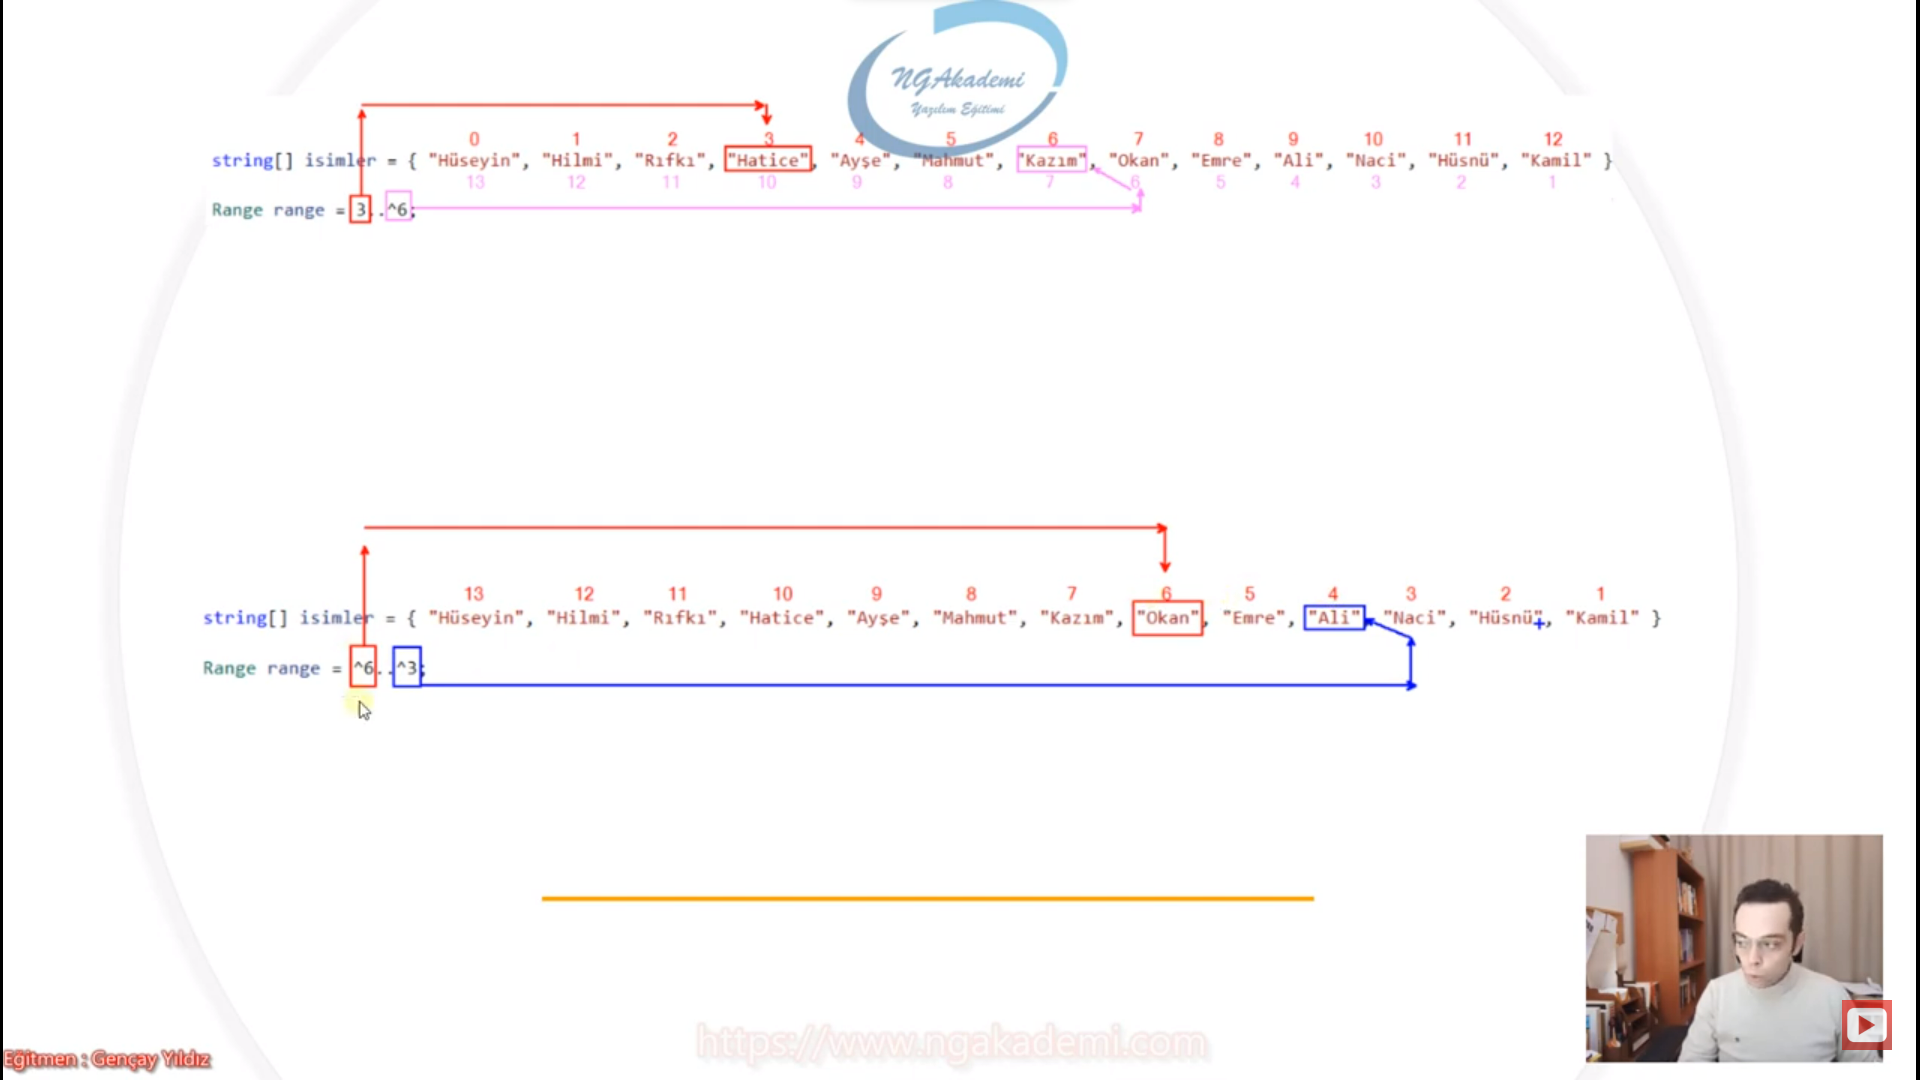 NGAkademi
Yazılım Eğitimi
0 1 2 3 4 5 6 7 8 9 10 11 12
string[] isimler = { "Hüseyin", "Hilmi", "Rıfkı", "Hatice", "Ayşe", "Mahmut", "Kazım", "Okan", "Emre", "Ali", "Naci", "Hüsnü", "Kamil" }
13 12 11 10 9 8 7 6 5 4 3 2 1
Range range = 3..^6;
13 12 11 10 9 8 7 6 5 4 3 2 1
string[] isimler = { "Hüseyin", "Hilmi", "Rıfkı", "Hatice", "Ayşe", "Mahmut", "Kazım", "Okan", "Emre", "Ali", "Naci", "Hüsnü", "Kamil" }
Range range = ^6..^3;
https://www.ngakademi.com
Eğitmen : Gençay Yıldız